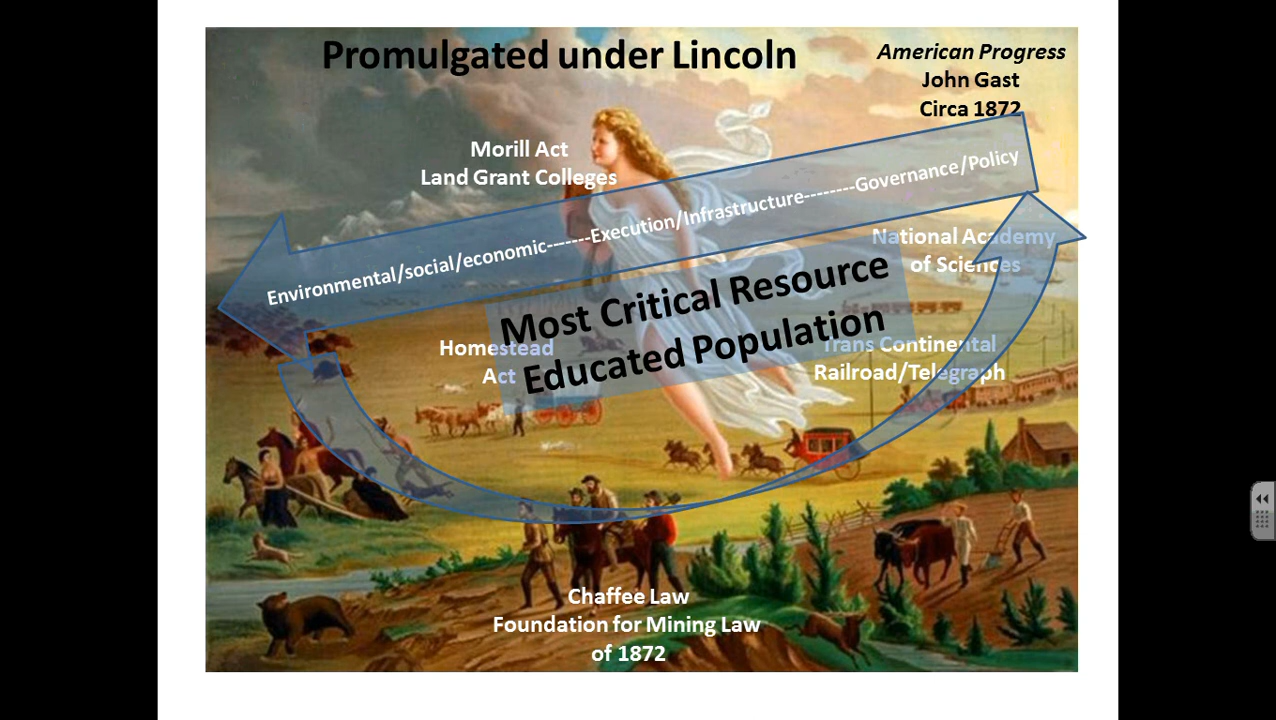 Promulgated under Lincoln
American Progress
John Gast
Circa 1872
Morill Act
Land Grant Colleges
Environmental/social/economic-------Execution/Infrastructure--------Governance/Policy
National Academy
of Sciences
Most Critical Resource
Educated Population
Homestead
Act
Trans Continental
Railroad/Telegraph
Chaffee Law
Foundation for Mining Law
of 1872